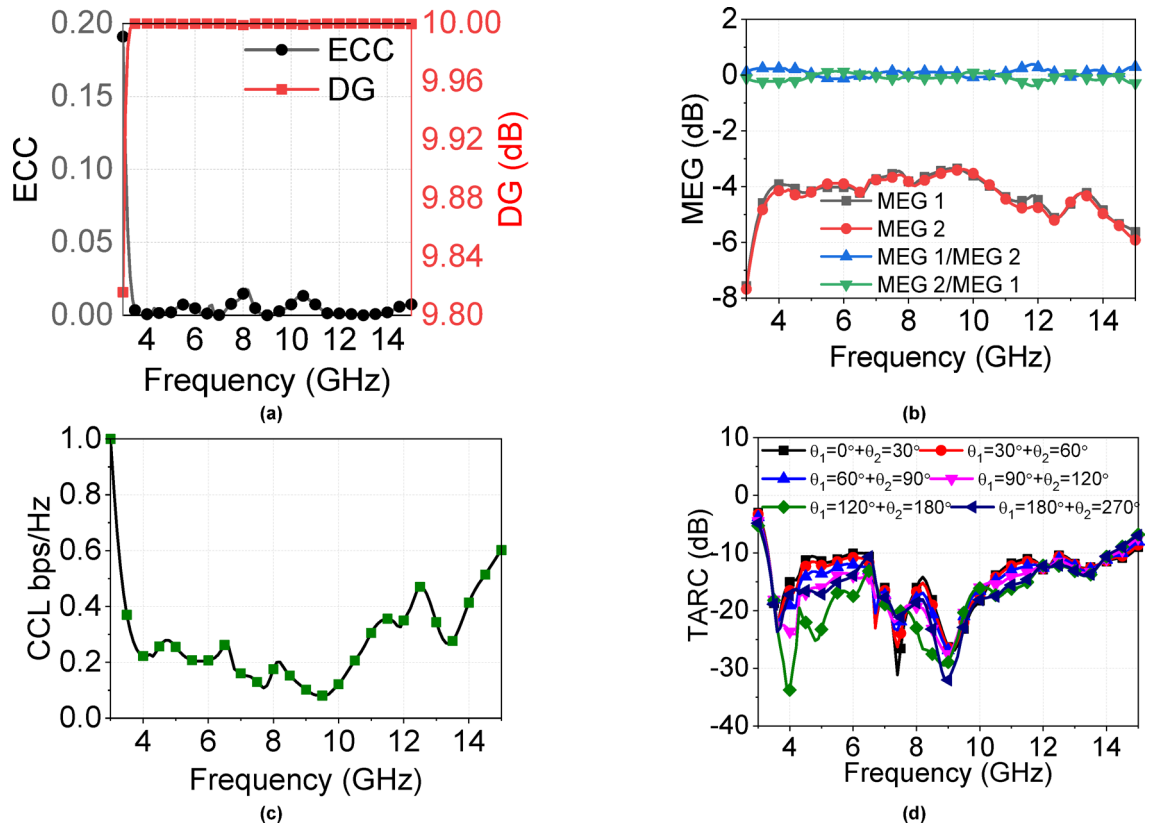 0.20
0.15
0.10
0.05
0.00
ECC
ECC
DG
10.00
9.96
9.92
9.88
9.84
9.80
DG (dB)
4 6 8 10 12 14
Frequency (GHz)
(a)
2
0
-2
-4
-6
-8
MEG (dB)
MEG 1
MEG 2
MEG 1/MEG 2
MEG 2/MEG 1
4 6 8 10 12 14
Frequency (GHz)
(b)
1.0
0.8
0.6
0.4
0.2
0.0
CCL bps/Hz
4 6 8 10 12 14
Frequency (GHz)
(c)
10
0
-10
-20
-30
-40
TARC (dB)
θ₁=0°+θ₂=30° θ₁=30°+θ₂=60°
θ₁=60°+θ₂=90° θ₁=90°+θ₂=120°
θ₁=120°+θ₂=180° θ₁=180°+θ₂=270°
4 6 8 10 12 14
Frequency (GHz)
(d)